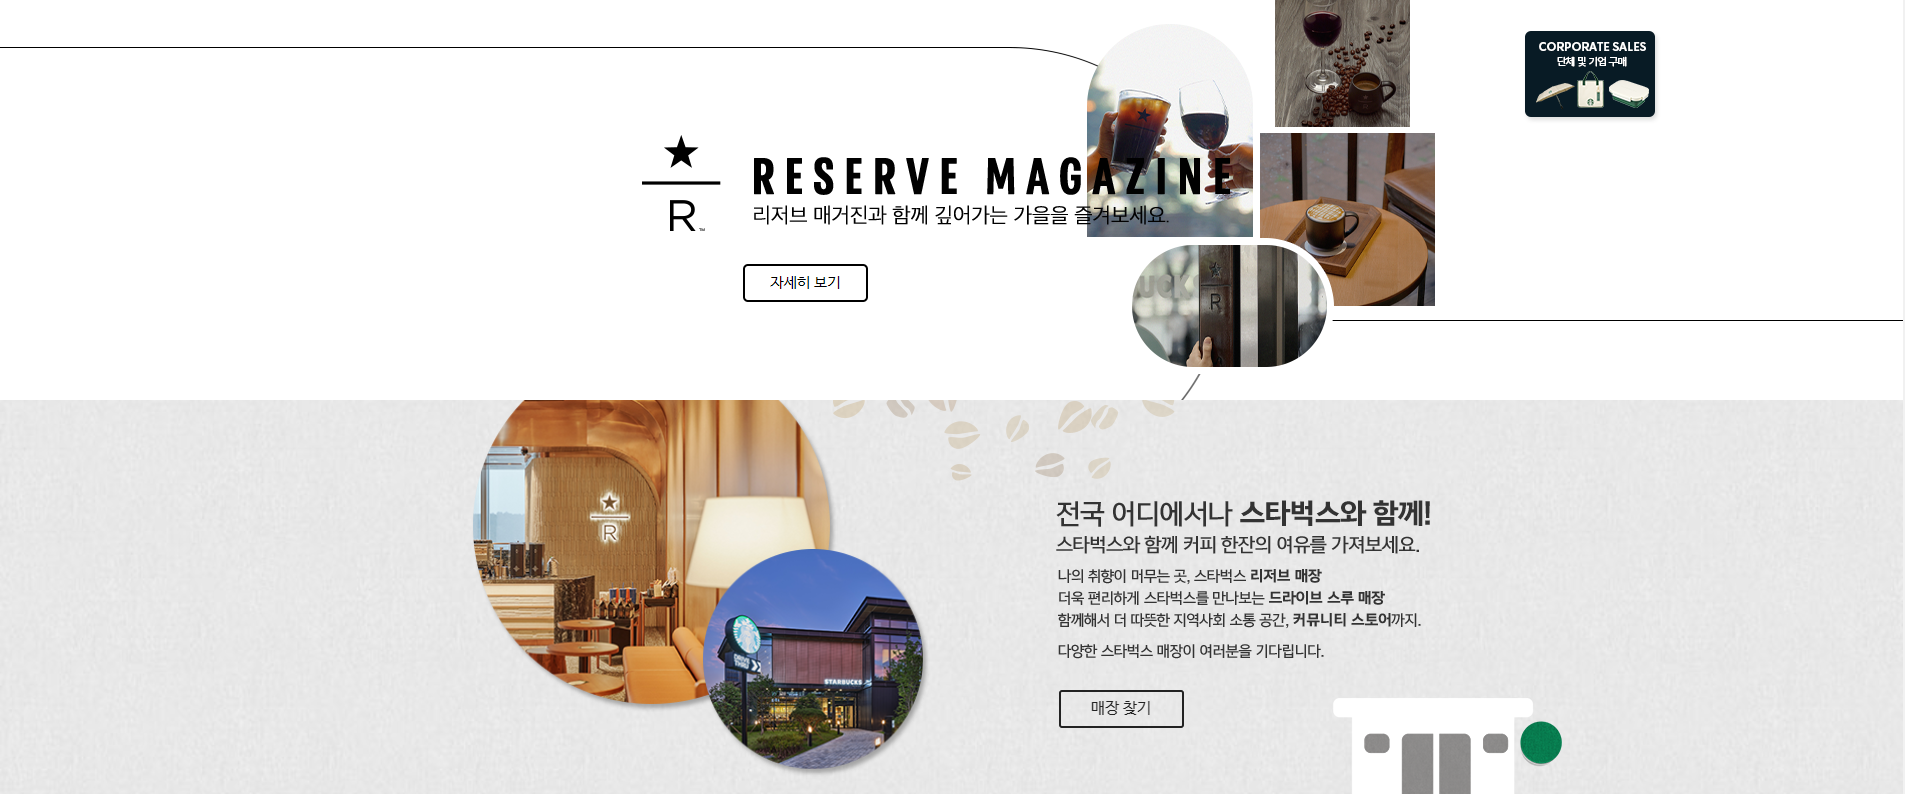 CORPORATE SALES
단체 및 기업 구매
R
™
RESERVE MAGAZINE
리저브 매거진과 함께 깊어가는 가을을 즐겨보세요.
자세히 보기
UCKS
R
R
DRIVE
THRU
STARBUCKS
전국 어디에서나 스타벅스와 함께!
스타벅스와 함께 커피 한잔의 여유를 가져보세요.
나의 취향이 머무는 곳, 스타벅스 리저브 매장
더욱 편리하게 스타벅스를 만나보는 드라이브 스루 매장
함께해서 더 따뜻한 지역사회 소통 공간, 커뮤니티 스토어까지.
다양한 스타벅스 매장이 여러분을 기다립니다.
매장 찾기